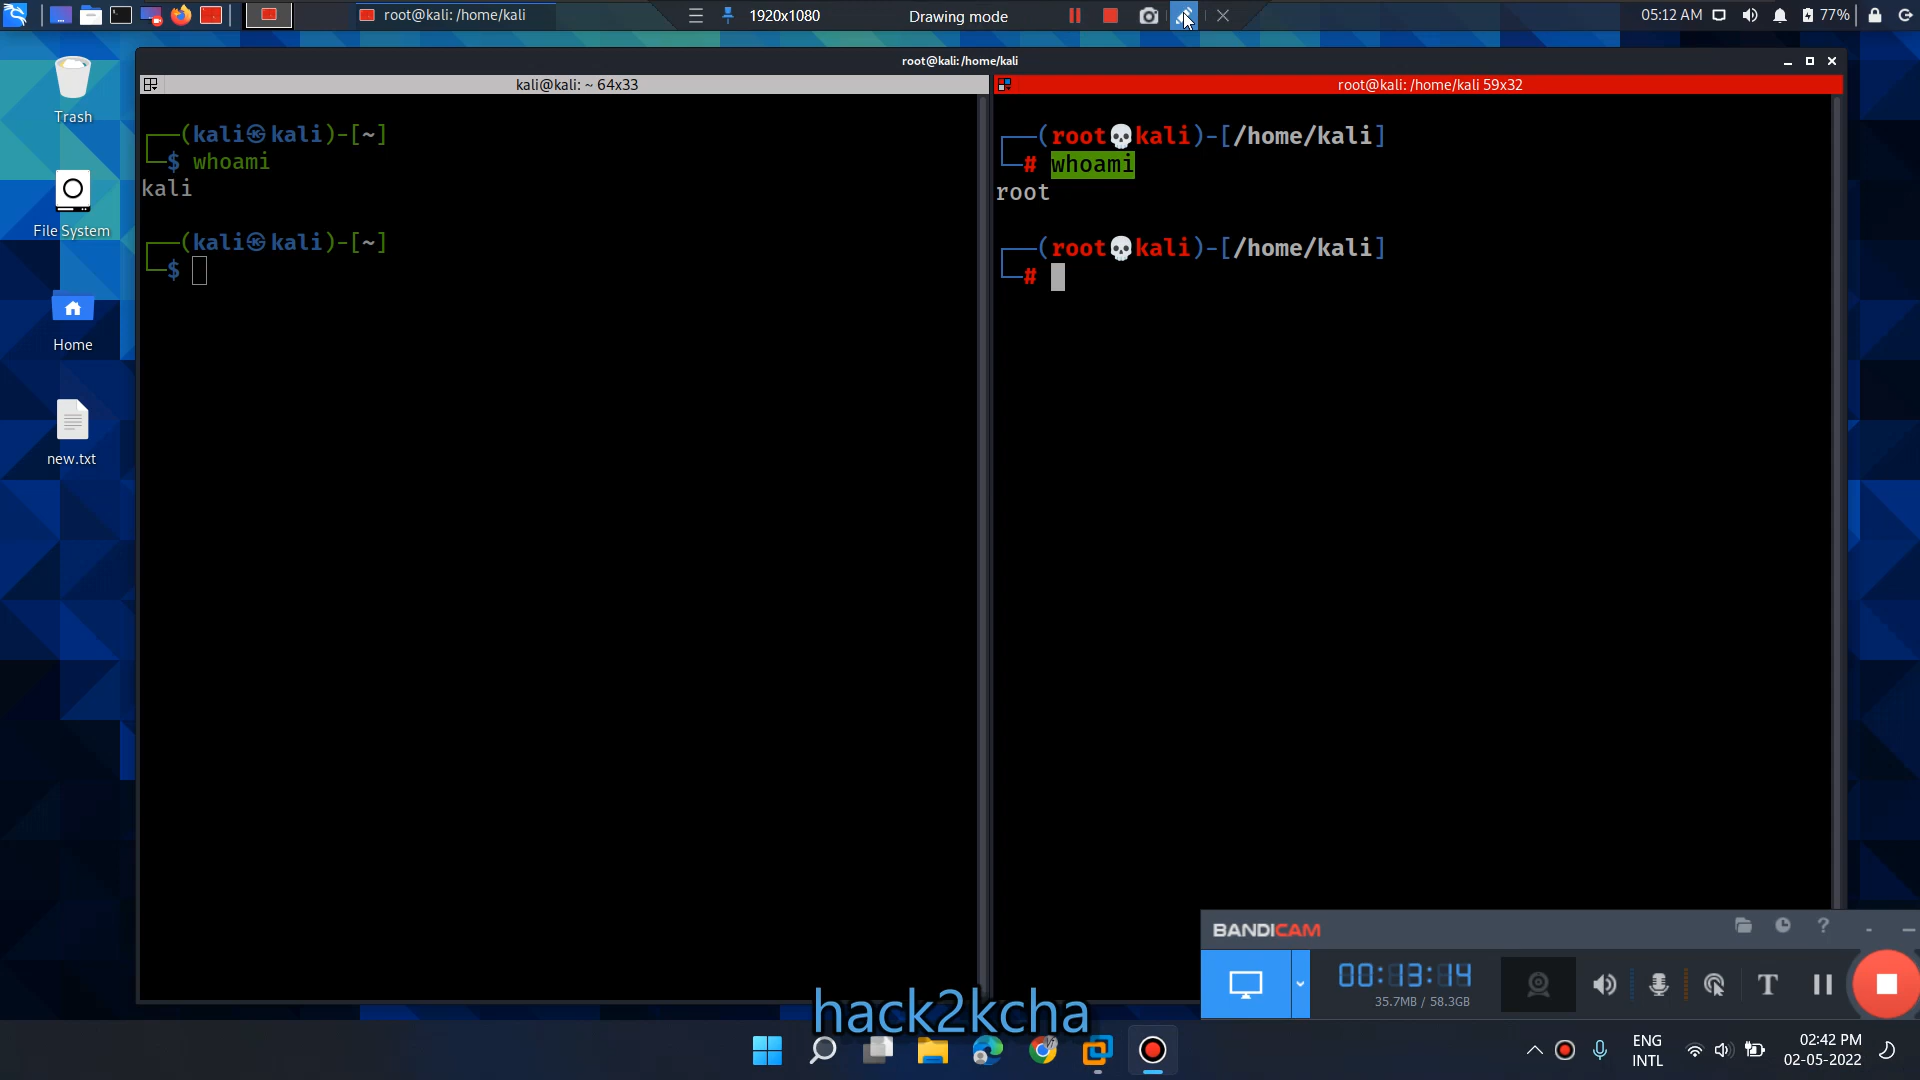 root@kali: /home/kali
1920x1080
Drawing mode
05:12 AM
77%
root@kali: /home/kali
kali@kali: ~ 64x33
root@kali: /home/kali 59x32
Trash
File System
Home
new.txt
┌──(kali㉿kali)-[~]
└─$ whoami
kali
┌──(kali㉿kali)-[~]
└─$
┌──(root💀kali)-[/home/kali]
└─# whoami
root
┌──(root💀kali)-[/home/kali]
└─#
BANDICAM
00:13:14
35.7MB / 58.3GB
T
hack2kcha
ENG
INTL
02:42 PM
02-05-2022